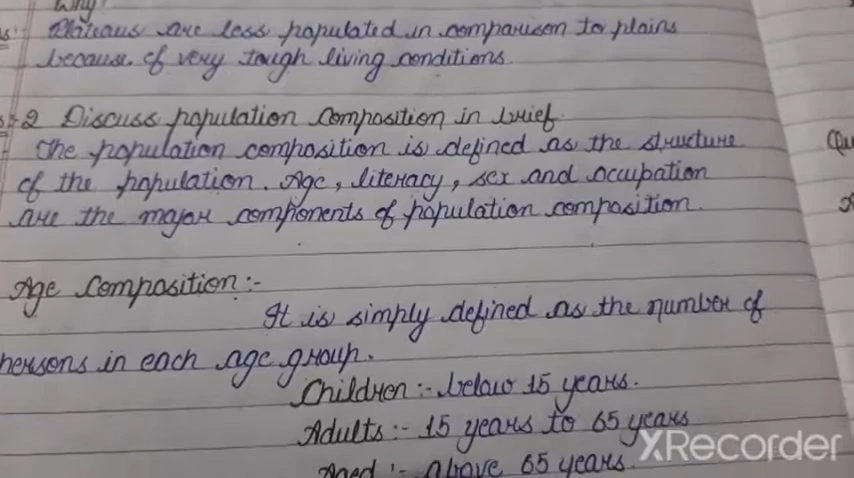 Why?
Plateaus are less populated in comparison to plains
because of very tough living conditions.
2 Discuss population composition in brief.
The population composition is defined as the structure
of the population. Age, literacy, sex and occupation
are the major components of population composition.
Age Composition:-
It is simply defined as the number of
persons in each age group.
Children :- below 15 years.
Adults :- 15 years to 65 years
Aged :- above 65 years.
XRecorder